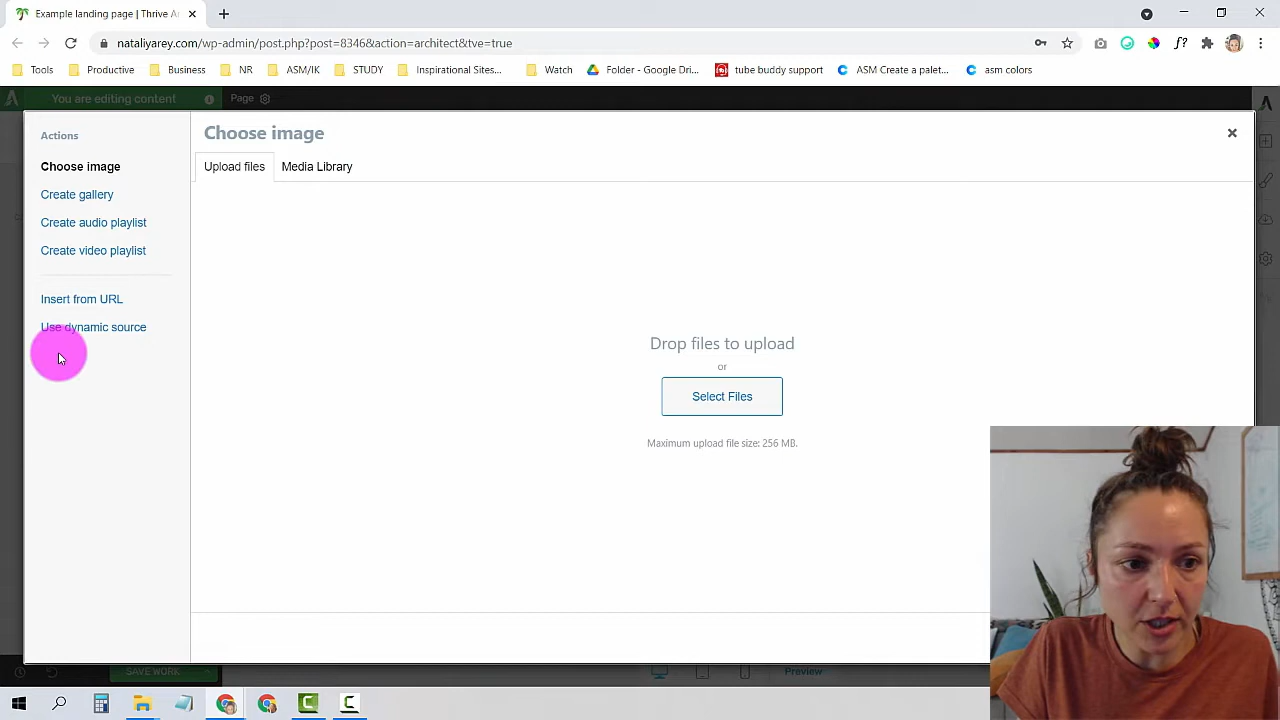 Example landing page | Thrive Ar
nataliyarey.com/wp-admin/post.php?post=8346&action=architect&tve=true
Tools
Productive
Business
NR
ASM/IK
STUDY
Inspirational Sites...
Watch
Folder - Google Dri...
tube buddy support
ASM Create a palet...
asm colors
You are editing content
Page
Actions
Choose image
Choose image
Create gallery
Create audio playlist
Create video playlist
Insert from URL
Use dynamic source
Upload files
Media Library
Drop files to upload
or
Select Files
Maximum upload file size: 256 MB.
SAVE WORK
Preview